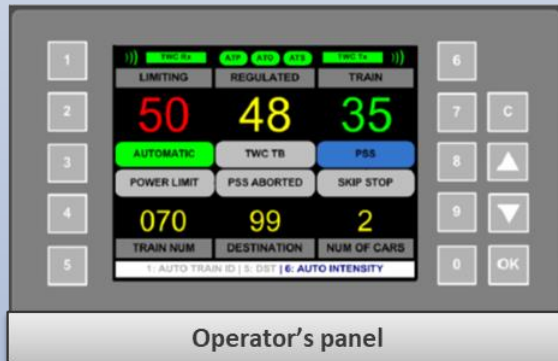 TWC Rx ATP ATO ATS TWC Tx
LIMITING REGULATED TRAIN
50 48 35
AUTOMATIC TWC TB PSS
POWER LIMIT PSS ABORTED SKIP STOP
070 99 2
TRAIN NUM DESTINATION NUM OF CARS
1: AUTO TRAIN ID | 5: DST | 6: AUTO INTENSITY
1
2
3
4
5
6
7 C
8
9
0 OK
Operator's panel